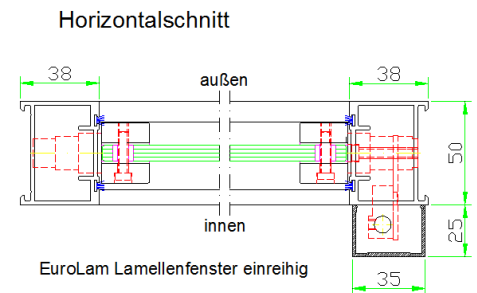 Horizontalschnitt
38
38
außen
50
innen
25
EuroLam Lamellenfenster einreihig
35